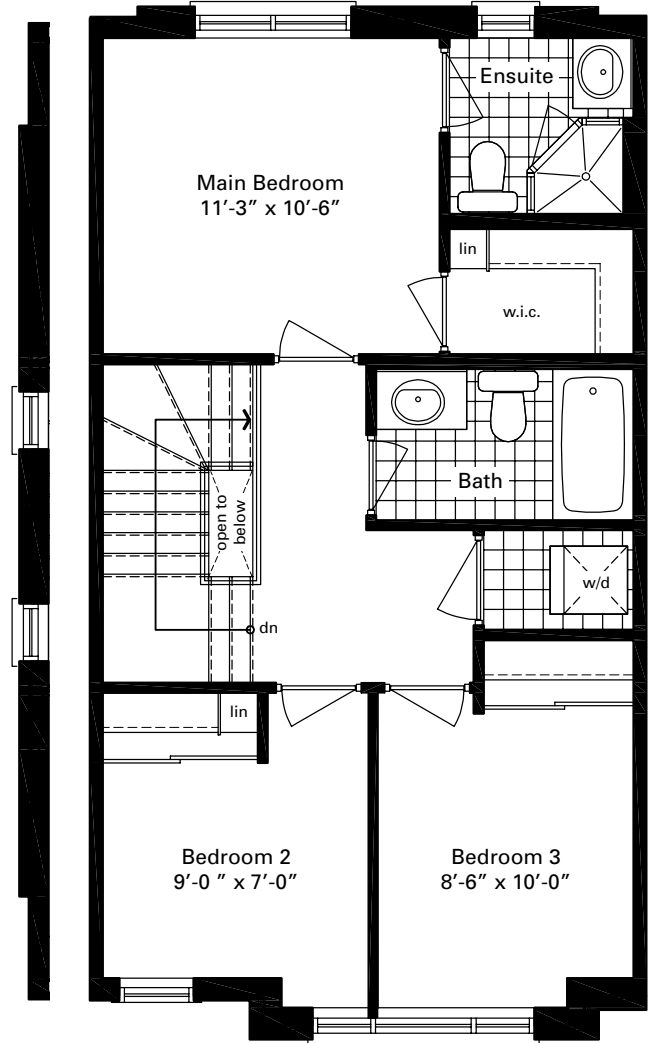 Ensuite
Main Bedroom
11’-3” x 10’-6”
lin
w.i.c.
open to
below
Bath
w/d
dn
lin
Bedroom 2
9’-0 ” x 7’-0”
Bedroom 3
8’-6” x 10’-0”